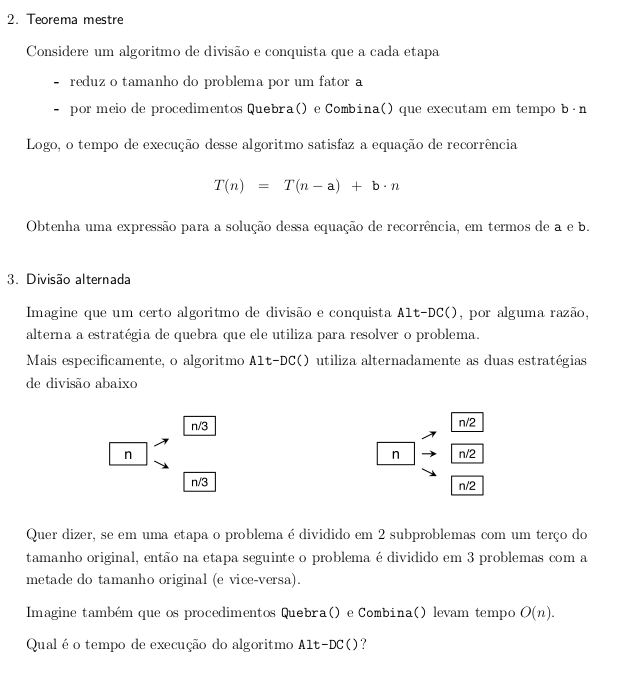 2. Teorema mestre
Considere um algoritmo de divisão e conquista que a cada etapa
- reduz o tamanho do problema por um fator a
- por meio de procedimentos Quebra() e Combina() que executam em tempo b · n
Logo, o tempo de execução desse algoritmo satisfaz a equação de recorrência
T(n) = T(n − a) + b · n
Obtenha uma expressão para a solução dessa equação de recorrência, em termos de a e b.
3. Divisão alternada
Imagine que um certo algoritmo de divisão e conquista Alt-DC(), por alguma razão,
alterna a estratégia de quebra que ele utiliza para resolver o problema.
Mais especificamente, o algoritmo Alt-DC() utiliza alternadamente as duas estratégias
de divisão abaixo
n
n/3
n/3
n
n/2
n/2
n/2
Quer dizer, se em uma etapa o problema é dividido em 2 subproblemas com um terço do
tamanho original, então na etapa seguinte o problema é dividido em 3 problemas com a
metade do tamanho original (e vice-versa).
Imagine também que os procedimentos Quebra() e Combina() levam tempo O(n).
Qual é o tempo de execução do algoritmo Alt-DC()?